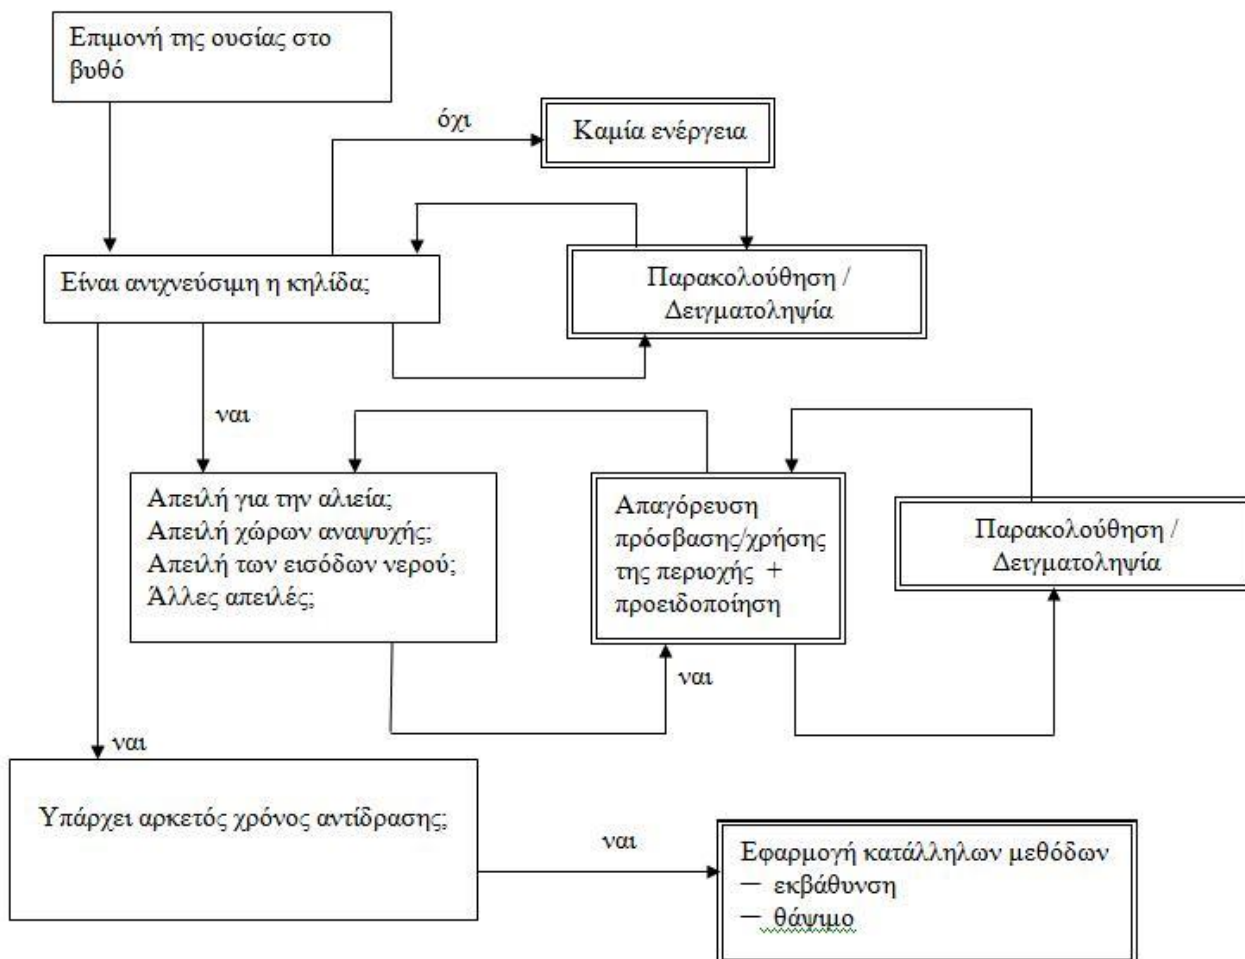 Επιμονή της ουσίας στο
βυθό
όχι
Καμία ενέργεια
Είναι ανιχνεύσιμη η κηλίδα;
Παρακολούθηση /
Δειγματοληψία
ναι
Απειλή για την αλιεία;
Απειλή χώρων αναψυχής;
Απειλή των εισόδων νερού;
Άλλες απειλές;
Απαγόρευση
πρόσβασης/χρήσης
της περιοχής +
προειδοποίηση
Παρακολούθηση /
Δειγματοληψία
ναι
ναι
Υπάρχει αρκετός χρόνος αντίδρασης;
ναι
Εφαρμογή κατάλληλων μεθόδων
— εκβάθυνση
— θάψιμο